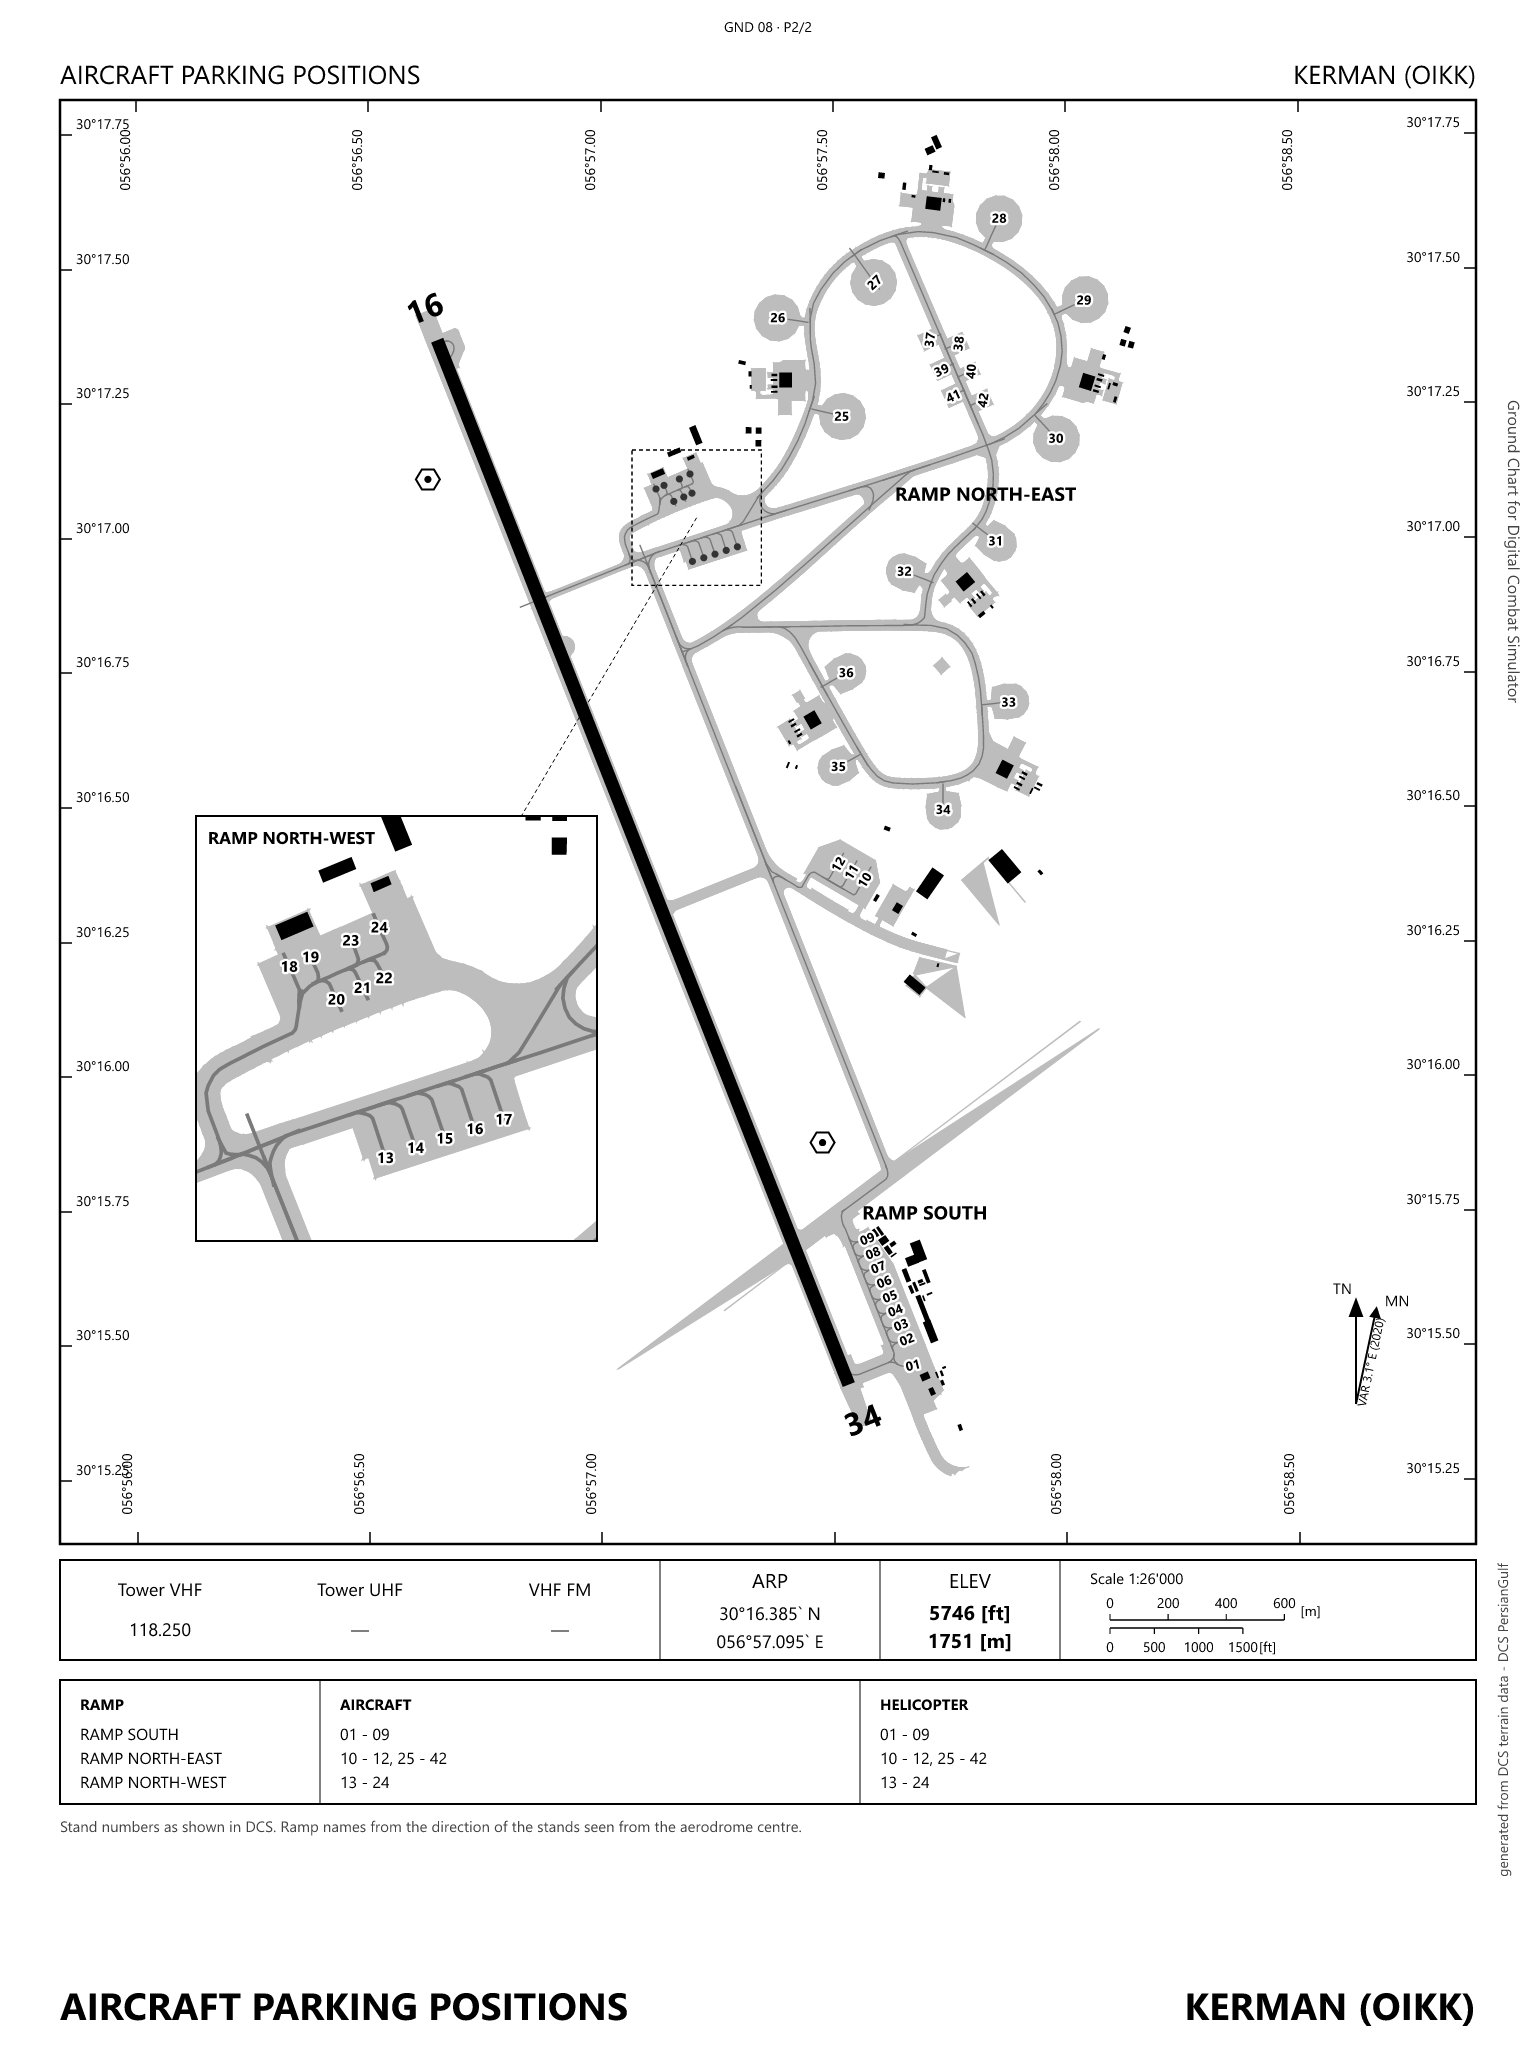 GND 08 · P2/2
AIRCRAFT PARKING POSITIONS
KERMAN (OIKK)
056°56.00
056°56.50
056°57.00
056°57.50
056°58.00
056°58.50
30°17.75
30°17.75
30°17.50
30°17.50
30°17.25
30°17.25
30°17.00
30°17.00
30°16.75
30°16.75
30°16.50
30°16.50
30°16.25
30°16.25
30°16.00
30°16.00
30°15.75
30°15.75
30°15.50
30°15.50
30°15.25
30°15.25
16
28
27
29
26
37
38
39
40
41
42
25
30
RAMP NORTH-EAST
31
32
36
33
35
34
12
11
10
RAMP NORTH-WEST
24
23
19
18
22
21
20
17
16
15
14
13
RAMP SOUTH
09
08
07
06
05
04
03
02
01
34
TN
MN
VAR 3.1° E (2020)
056°56.00
056°56.50
056°57.00
056°58.00
056°58.50
Ground Chart for Digital Combat Simulator
generated from DCS terrain data - DCS PersianGulf
Tower VHF
118.250
Tower UHF
—
VHF FM
—
ARP
30°16.385` N
056°57.095` E
ELEV
5746 [ft]
1751 [m]
Scale 1:26'000
0 200 400 600 [m]
0 500 1000 1500 [ft]
RAMP AIRCRAFT HELICOPTER
RAMP SOUTH 01 - 09 01 - 09
RAMP NORTH-EAST 10 - 12, 25 - 42 10 - 12, 25 - 42
RAMP NORTH-WEST 13 - 24 13 - 24
Stand numbers as shown in DCS. Ramp names from the direction of the stands seen from the aerodrome centre.
AIRCRAFT PARKING POSITIONS
KERMAN (OIKK)